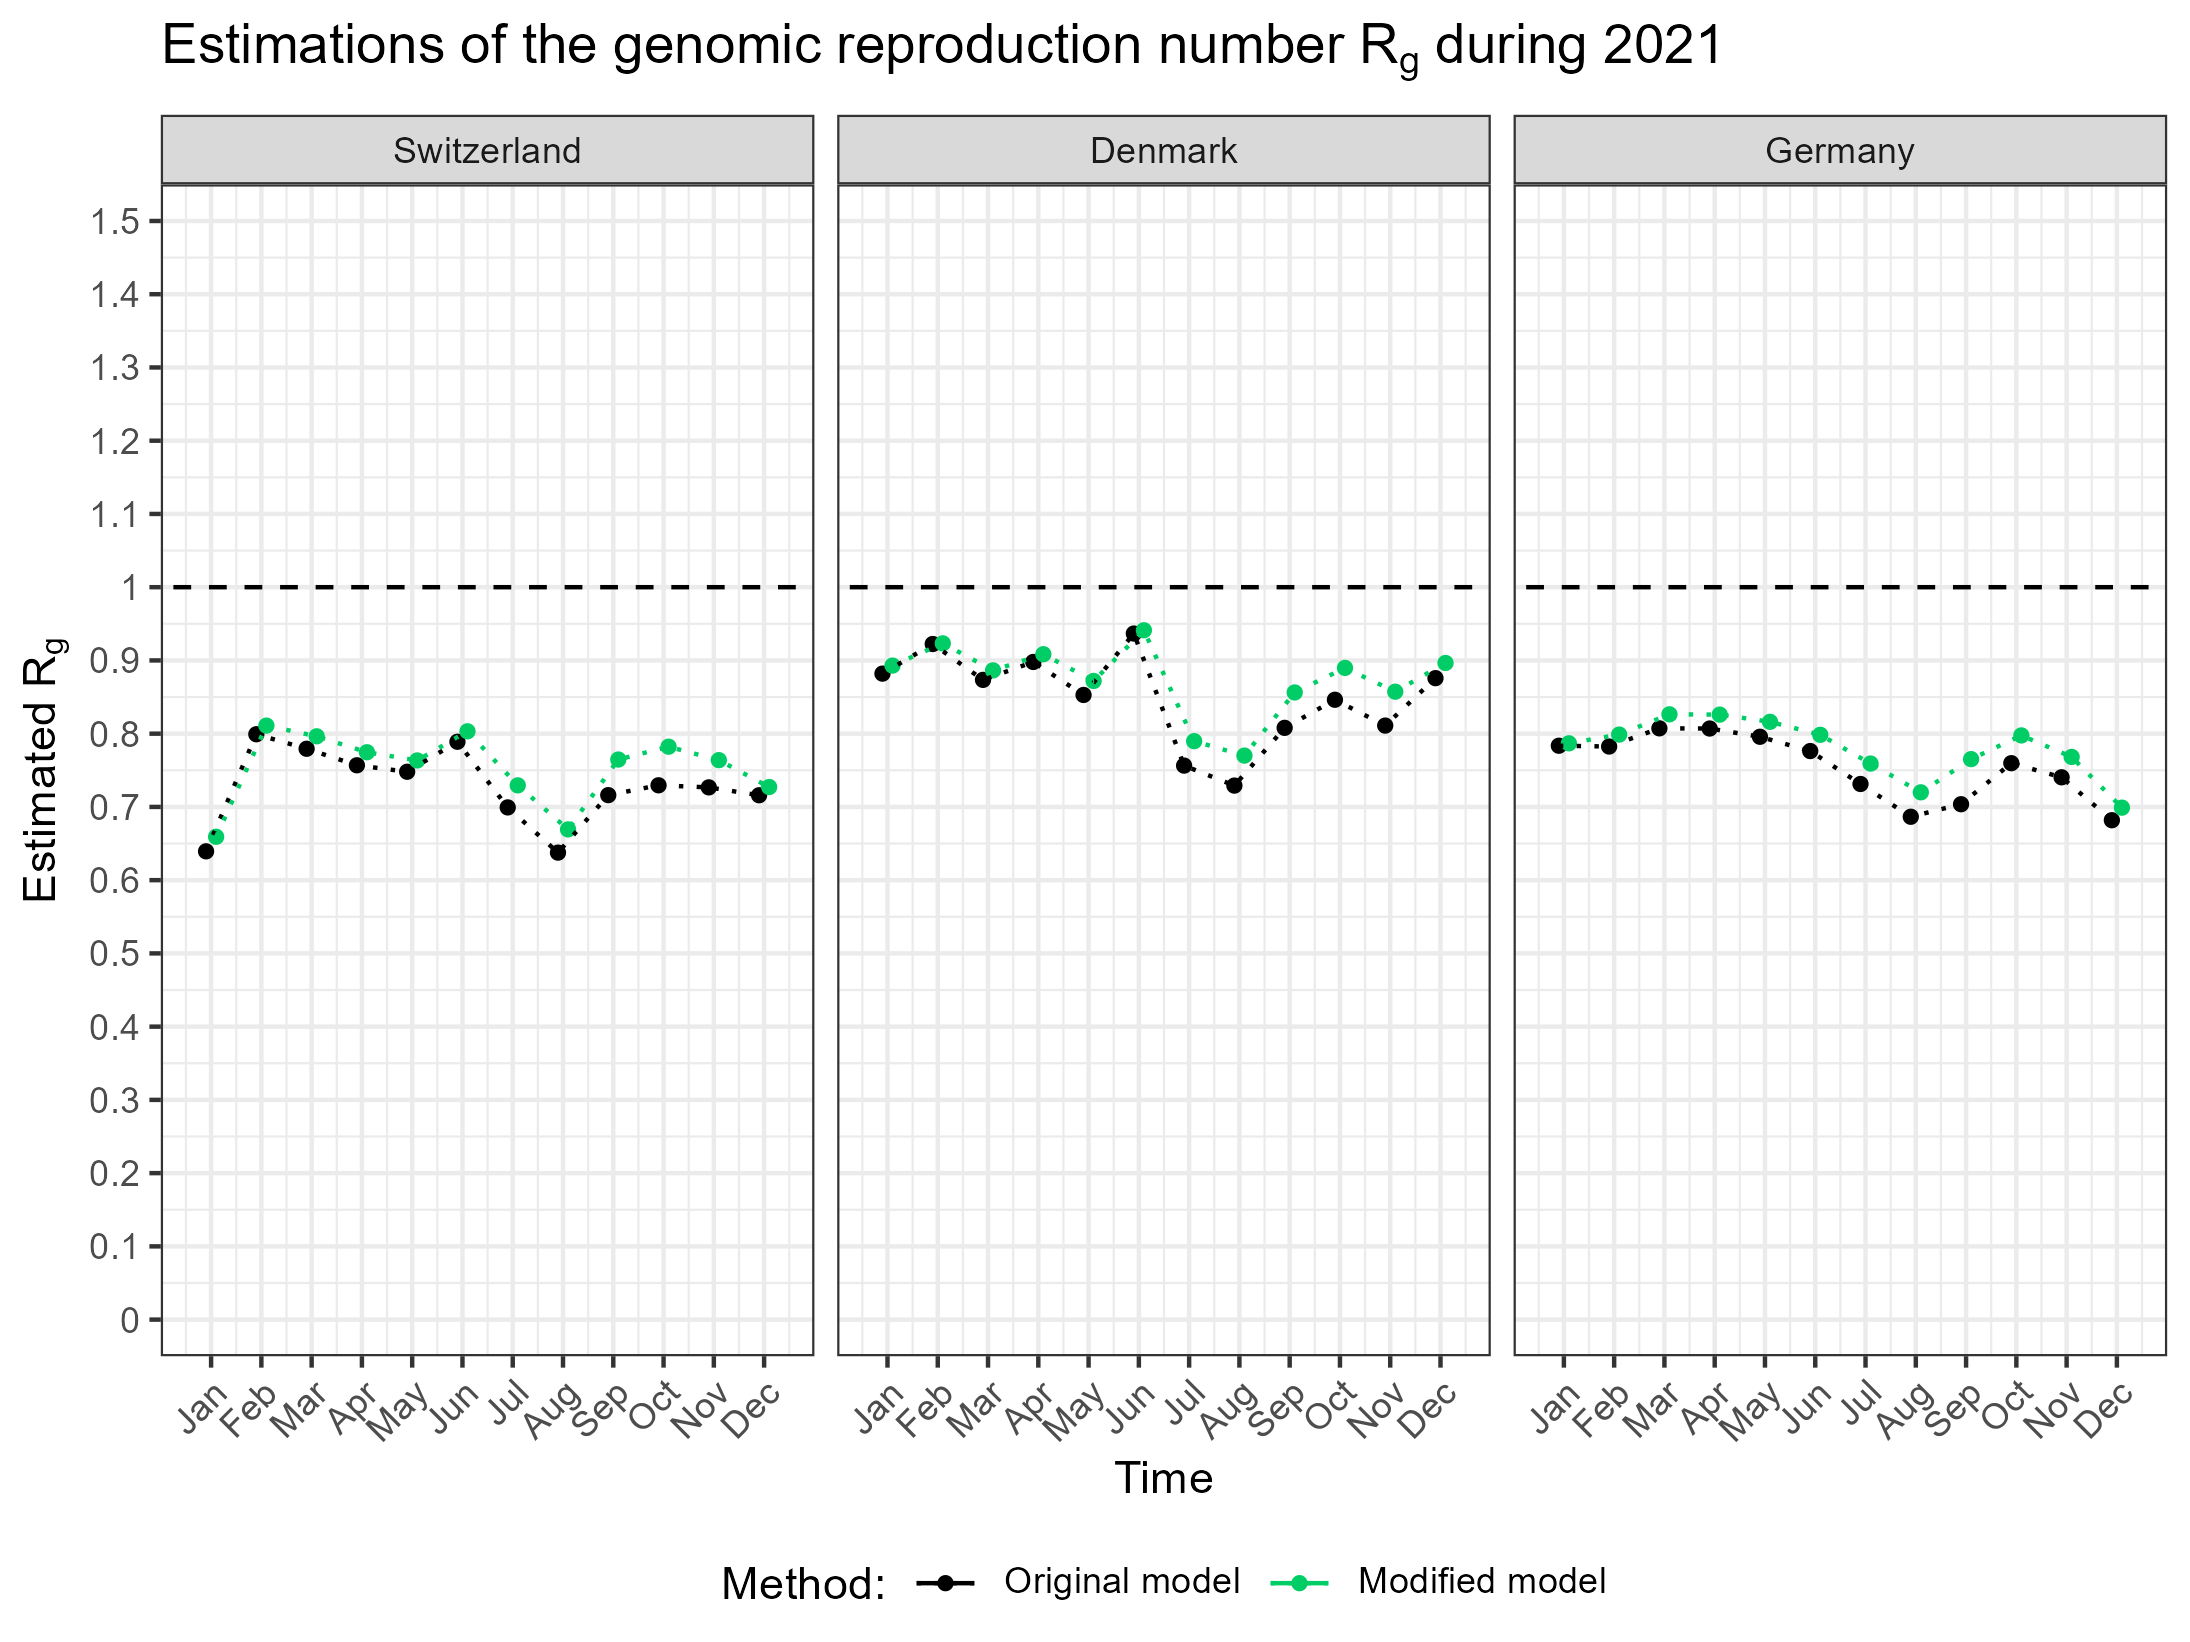 Estimations of the genomic reproduction number Rg during 2021
Switzerland Denmark Germany
1.5
1.4
1.3
1.2
1.1
1
0.9
0.8
0.7
0.6
0.5
0.4
0.3
0.2
0.1
0
Estimated Rg
Jan Feb Mar Apr May Jun Jul Aug Sep Oct Nov Dec Jan Feb Mar Apr May Jun Jul Aug Sep Oct Nov Dec Jan Feb Mar Apr May Jun Jul Aug Sep Oct Nov Dec
Time
Method: Original model Modified model